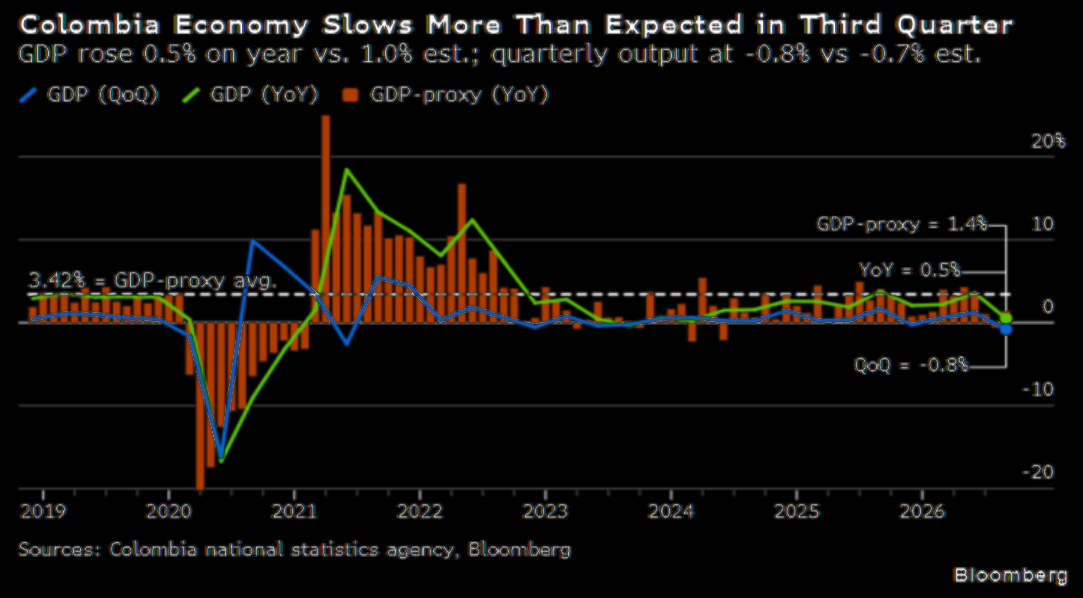 Colombia Economy Slows More Than Expected in Third Quarter
GDP rose 0.5% on year vs. 1.0% est.; quarterly output at -0.8% vs -0.7% est.
GDP (QoQ) GDP (YoY) GDP-proxy (YoY)
20%
GDP-proxy = 1.4%
10
YoY = 0.5%
3.42% = GDP-proxy avg.
0
QoQ = -0.8%
-10
-20
2019 2020 2021 2022 2023 2024 2025 2026
Sources: Colombia national statistics agency, Bloomberg
Bloomberg